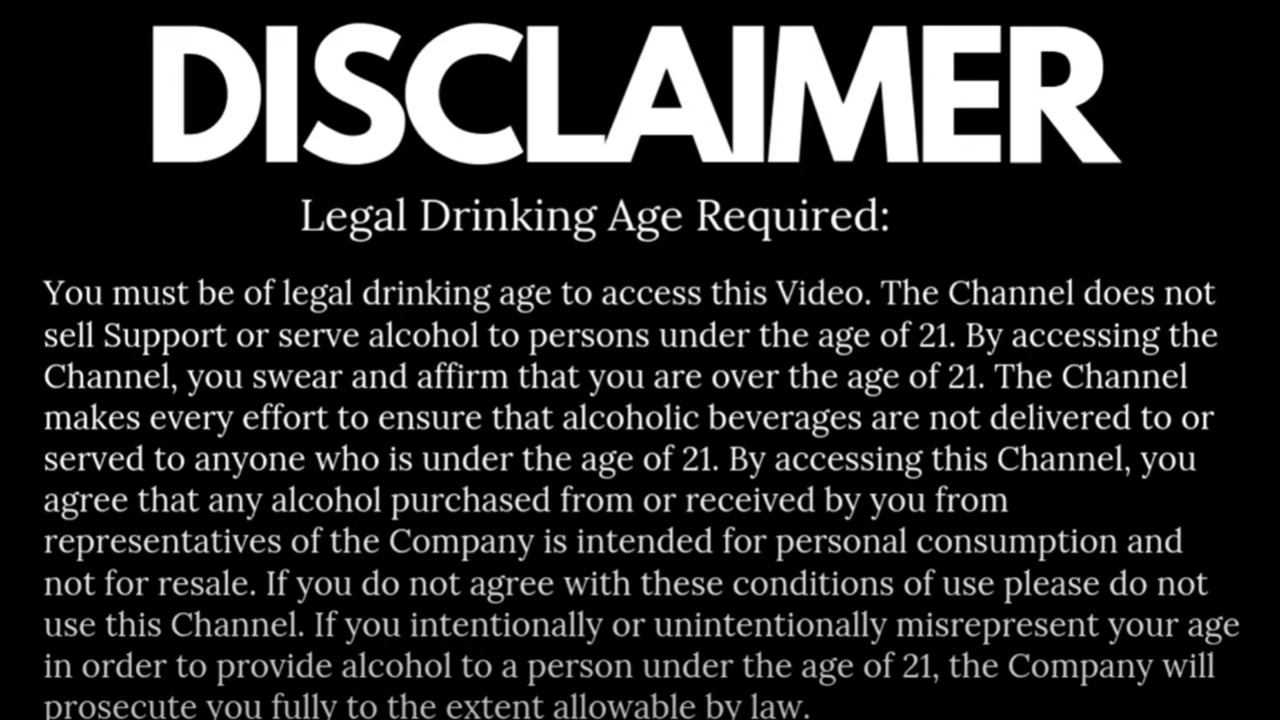 DISCLAIMER
Legal Drinking Age Required:
You must be of legal drinking age to access this Video. The Channel does not
sell Support or serve alcohol to persons under the age of 21. By accessing the
Channel, you swear and affirm that you are over the age of 21. The Channel
makes every effort to ensure that alcoholic beverages are not delivered to or
served to anyone who is under the age of 21. By accessing this Channel, you
agree that any alcohol purchased from or received by you from
representatives of the Company is intended for personal consumption and
not for resale. If you do not agree with these conditions of use please do not
use this Channel. If you intentionally or unintentionally misrepresent your age
in order to provide alcohol to a person under the age of 21, the Company will
prosecute you fully to the extent allowable by law.